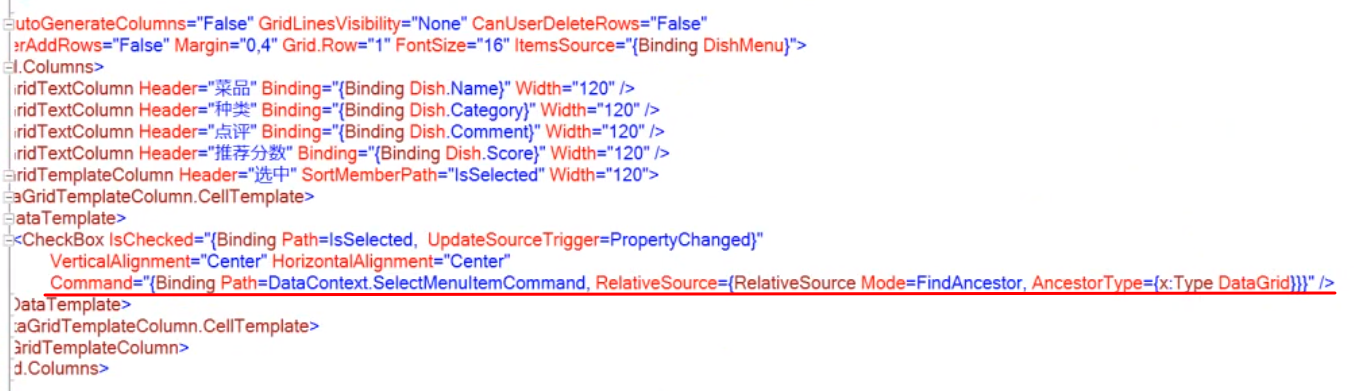 utoGenerateColumns="False" GridLinesVisibility="None" CanUserDeleteRows="False"
erAddRows="False" Margin="0,4" Grid.Row="1" FontSize="16" ItemsSource="{Binding DishMenu}">
l.Columns>
ridTextColumn Header="菜品" Binding="{Binding Dish.Name}" Width="120" />
ridTextColumn Header="种类" Binding="{Binding Dish.Category}" Width="120" />
ridTextColumn Header="点评" Binding="{Binding Dish.Comment}" Width="120" />
ridTextColumn Header="推荐分数" Binding="{Binding Dish.Score}" Width="120" />
ridTemplateColumn Header="选中" SortMemberPath="IsSelected" Width="120">
aGridTemplateColumn.CellTemplate>
ataTemplate>
<CheckBox IsChecked="{Binding Path=IsSelected, UpdateSourceTrigger=PropertyChanged}"
VerticalAlignment="Center" HorizontalAlignment="Center"
Command="{Binding Path=DataContext.SelectMenuItemCommand, RelativeSource={RelativeSource Mode=FindAncestor, AncestorType={x:Type DataGrid}}}" />
DataTemplate>
aGridTemplateColumn.CellTemplate>
GridTemplateColumn>
d.Columns>